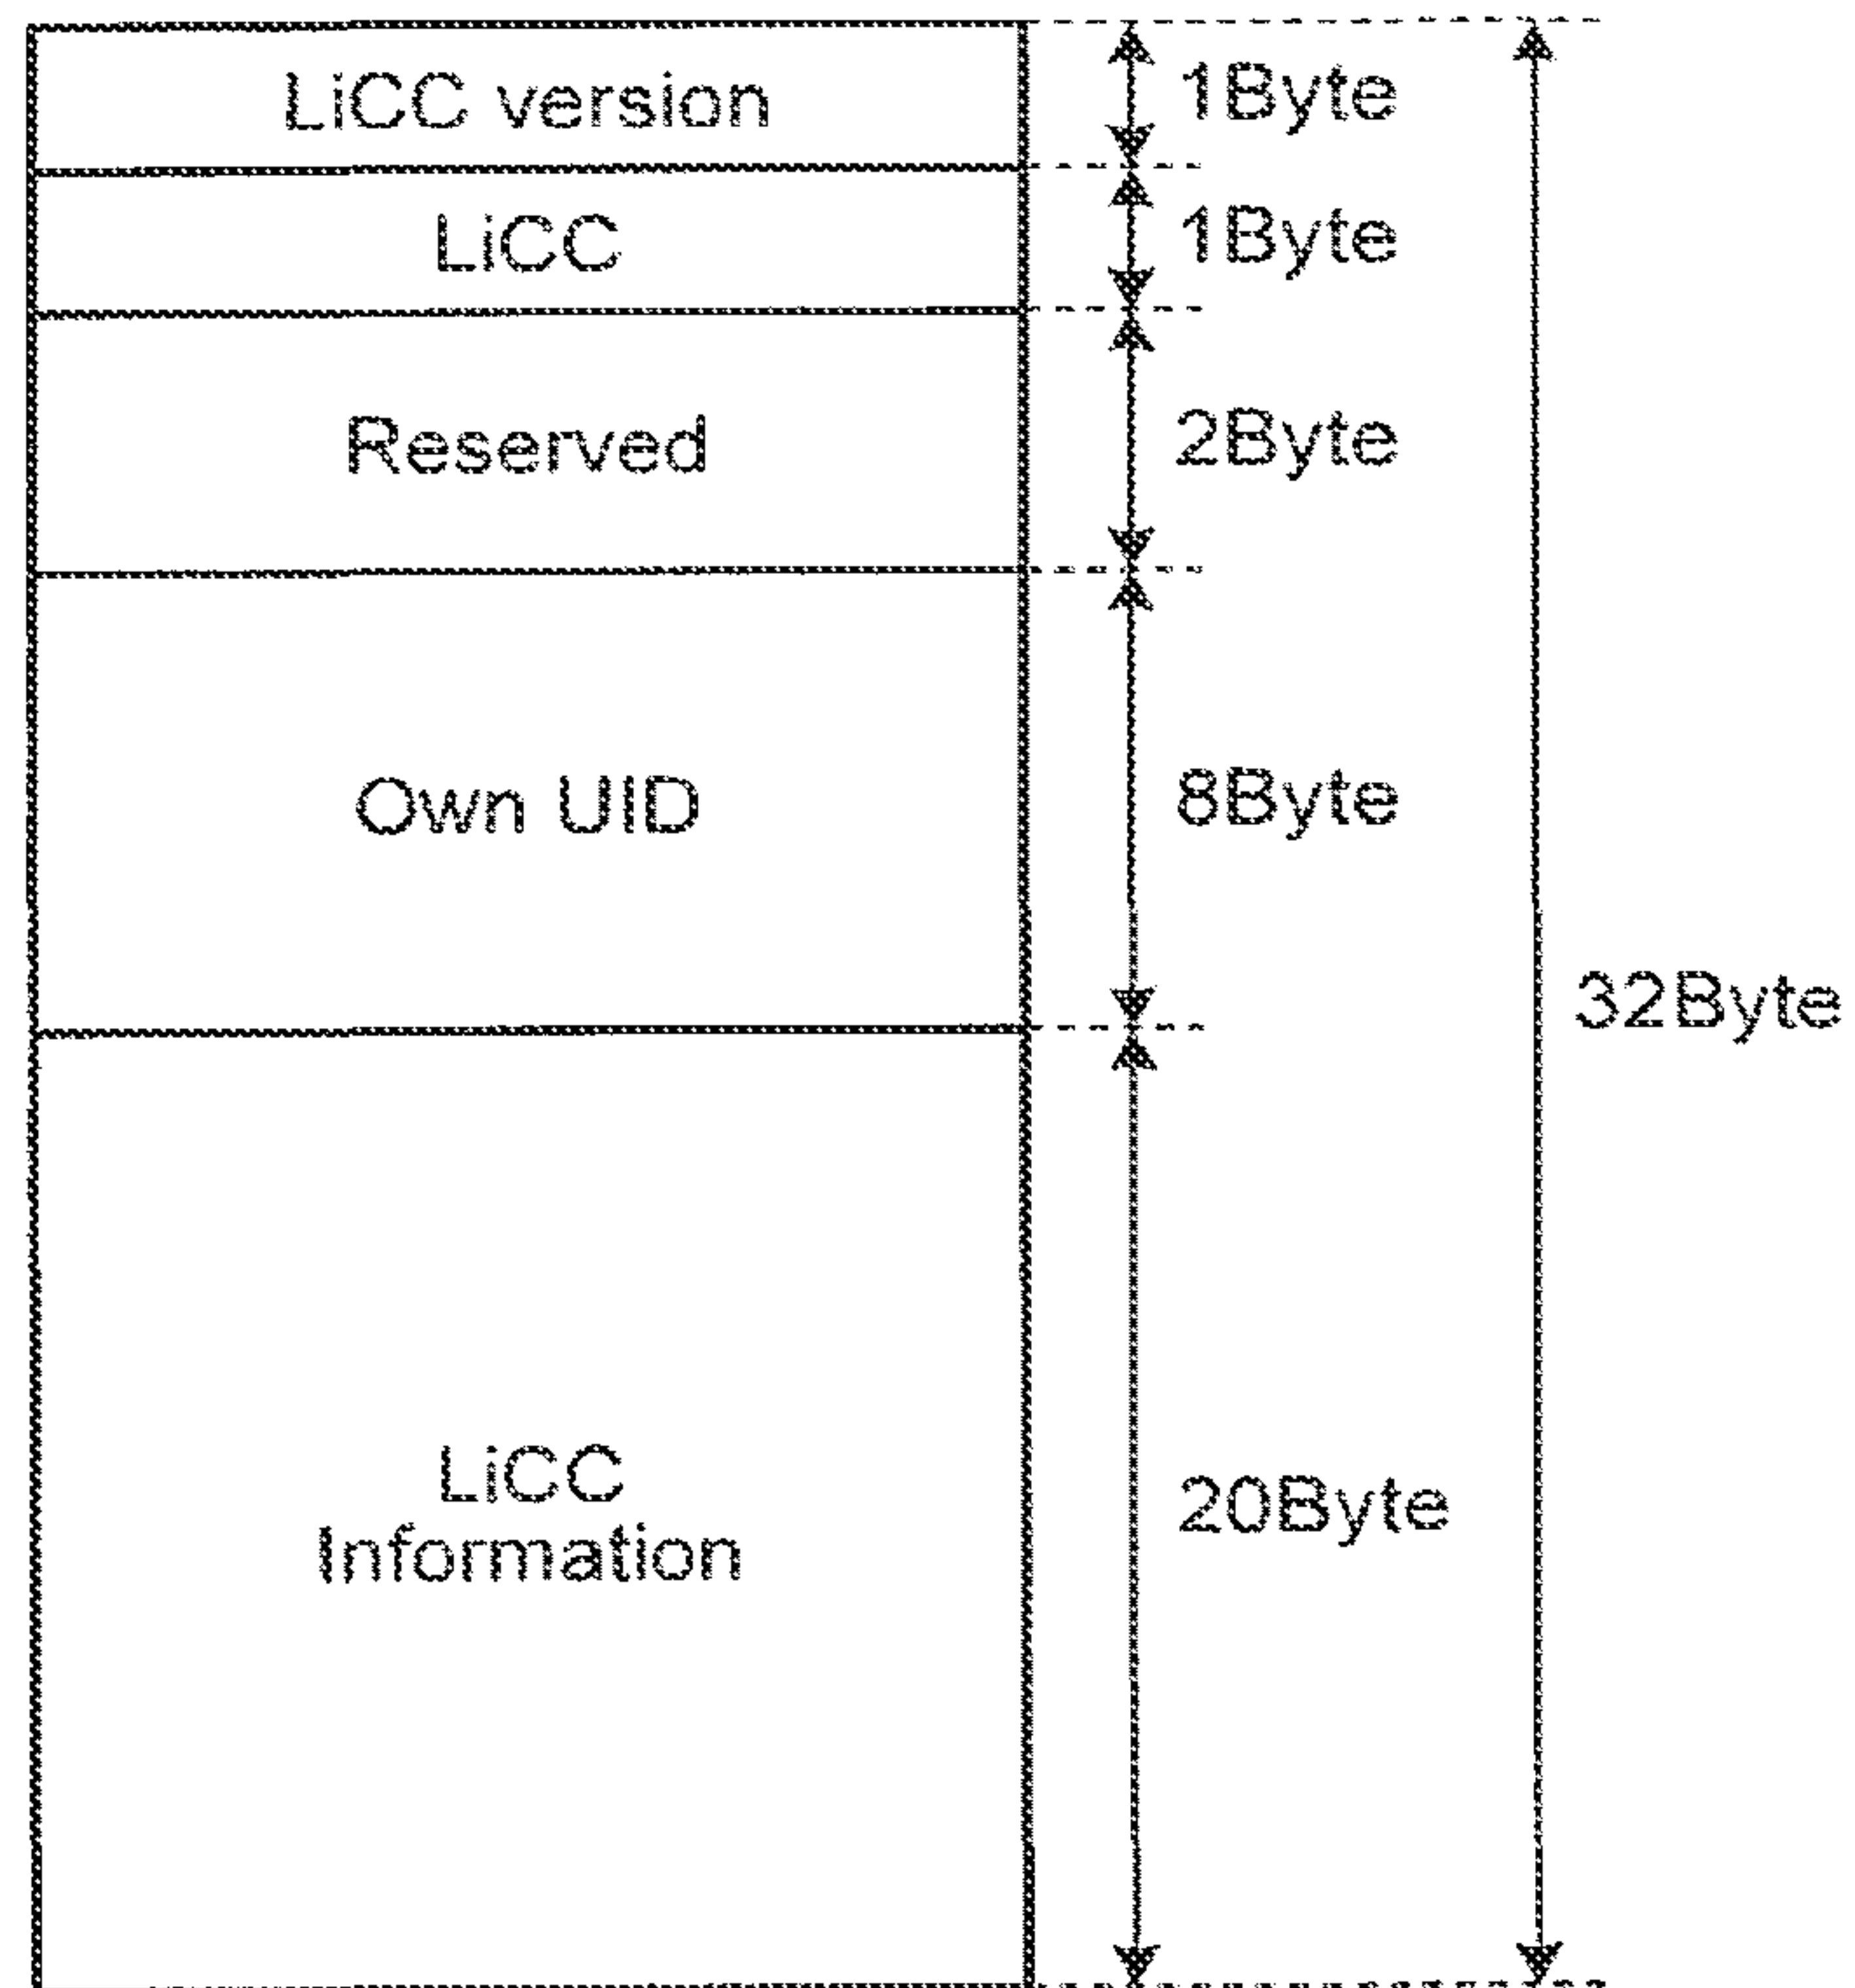 LiCC version
1Byte
LiCC
1Byte
Reserved
2Byte
Own UID
8Byte
32Byte
LiCC
Information
20Byte